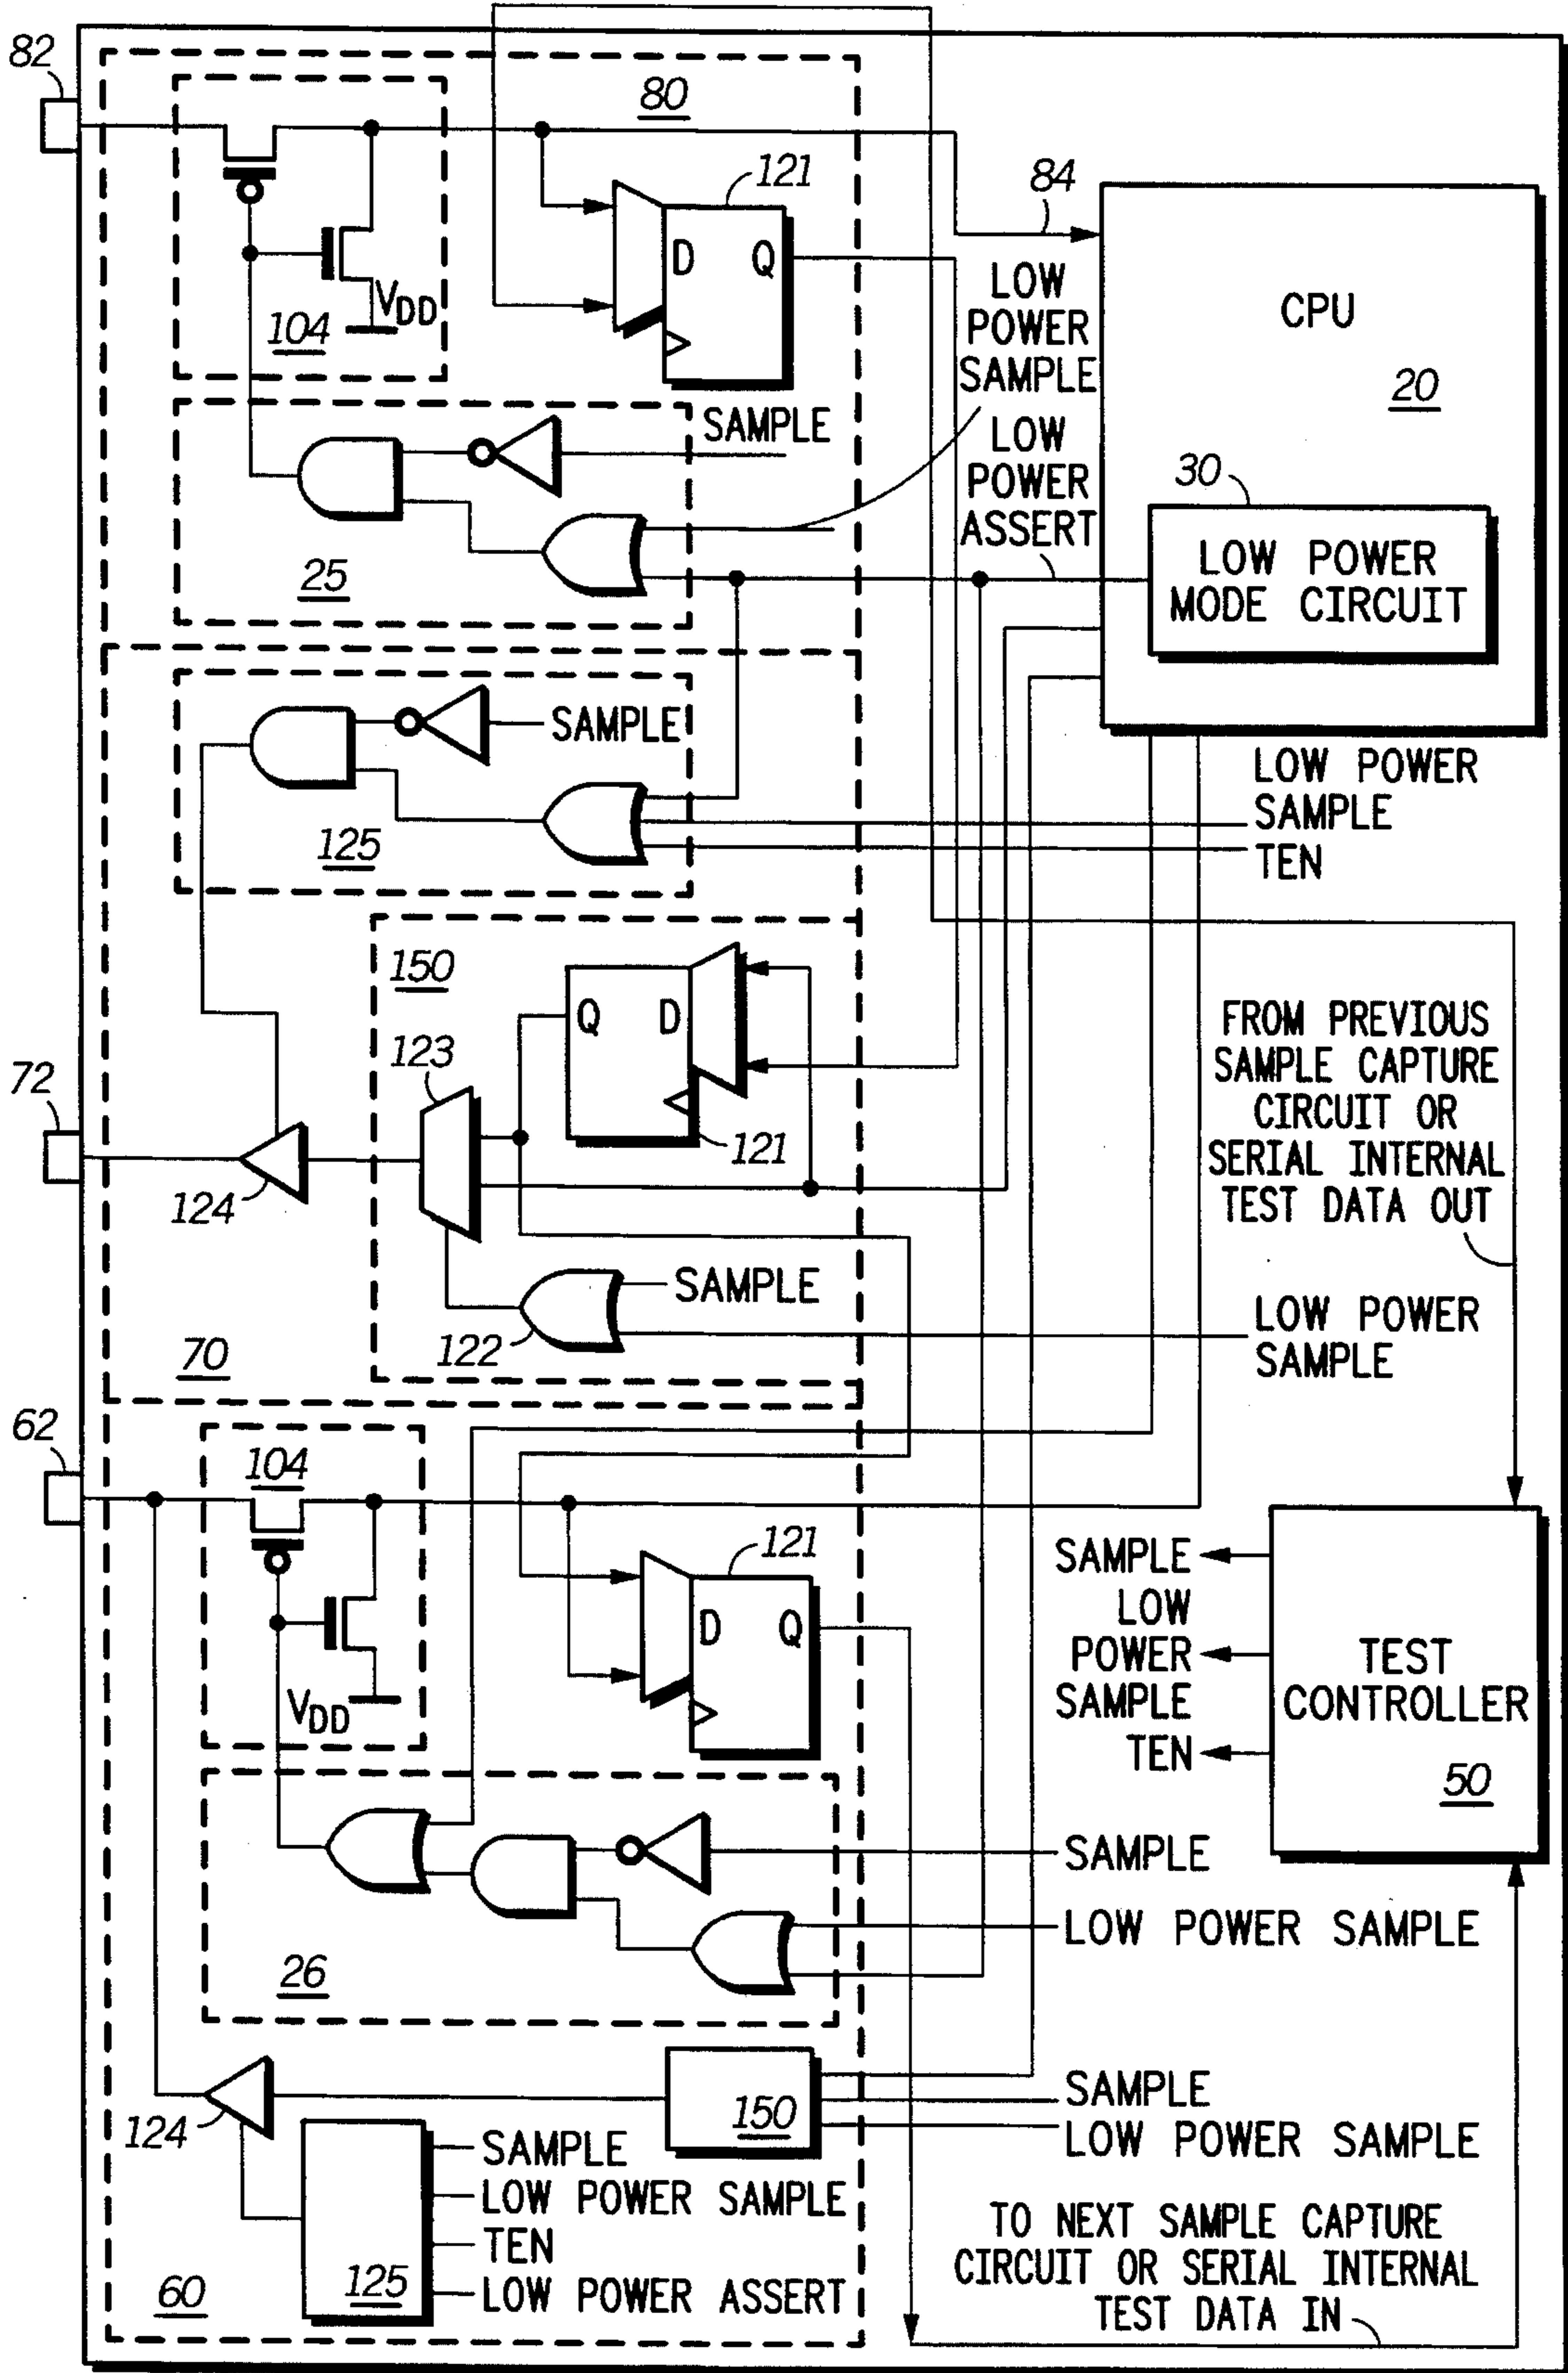 82
80
121
84
D
Q
VDD
104
LOW
POWER
SAMPLE
CPU
20
SAMPLE
LOW
POWER
ASSERT
30
LOW POWER
MODE CIRCUIT
25
SAMPLE
LOW POWER
SAMPLE
TEN
125
150
Q
D
123
121
72
124
FROM PREVIOUS
SAMPLE CAPTURE
CIRCUIT OR
SERIAL INTERNAL
TEST DATA OUT
SAMPLE
122
LOW POWER
SAMPLE
70
62
104
121
D
Q
VDD
SAMPLE
LOW
POWER
SAMPLE
TEN
TEST
CONTROLLER
50
SAMPLE
LOW POWER SAMPLE
26
124
150
SAMPLE
LOW POWER SAMPLE
SAMPLE
LOW POWER SAMPLE
TEN
LOW POWER ASSERT
125
60
TO NEXT SAMPLE CAPTURE
CIRCUIT OR SERIAL INTERNAL
TEST DATA IN